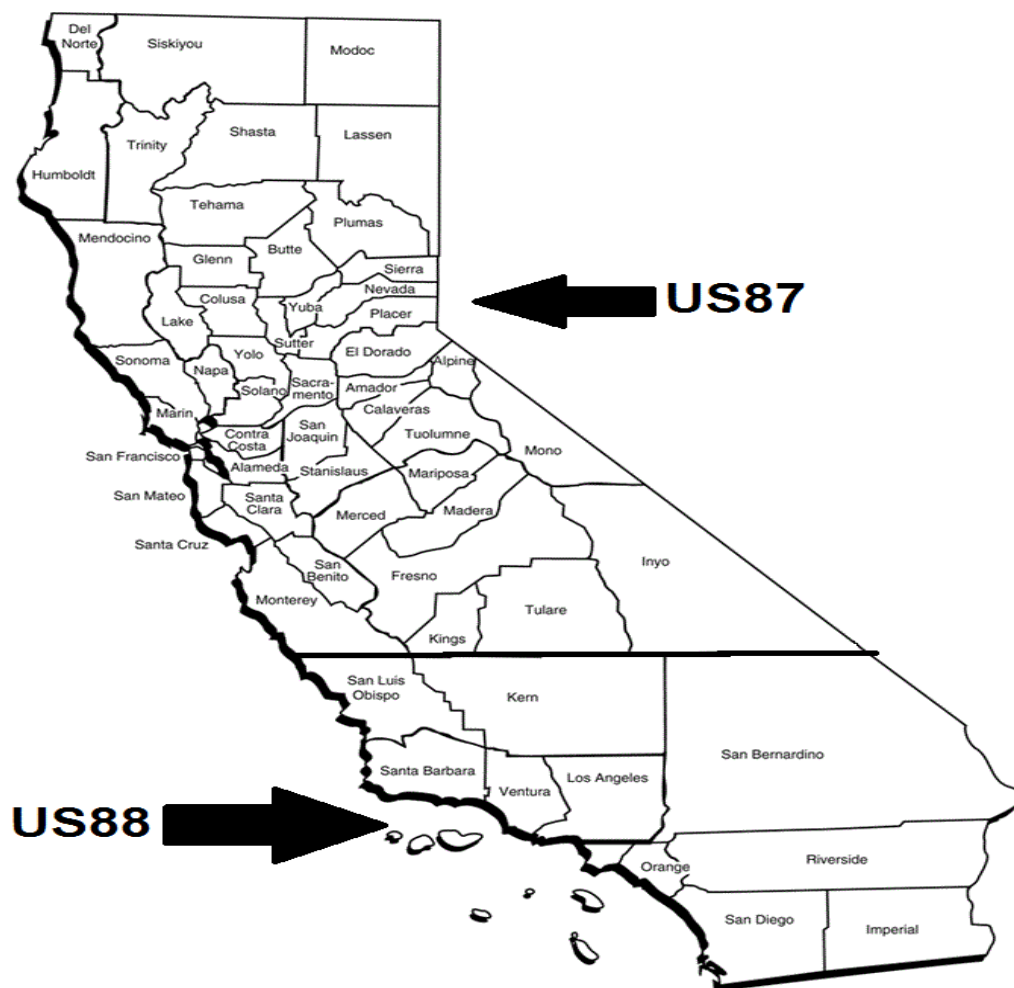 Del
Norte
Siskiyou
Modoc
Trinity
Shasta
Lassen
Humboldt
Tehama
Plumas
Mendocino
Glenn
Butte
Sierra
Colusa
Yuba
Nevada
US87
Lake
Placer
Sutter
Sonoma
Yolo
El Dorado
Alpine
Napa
Solano
Sacra-
mento
Amador
Marin
Calaveras
Contra
Costa
San
Joaquin
Tuolumne
Mono
San Francisco
Alameda
Stanislaus
Mariposa
San Mateo
Santa
Clara
Merced
Madera
Santa Cruz
San
Benito
Fresno
Inyo
Monterey
Tulare
Kings
San Luis
Obispo
Kern
San Bernardino
Santa Barbara
Ventura
Los Angeles
US88
Orange
Riverside
San Diego
Imperial